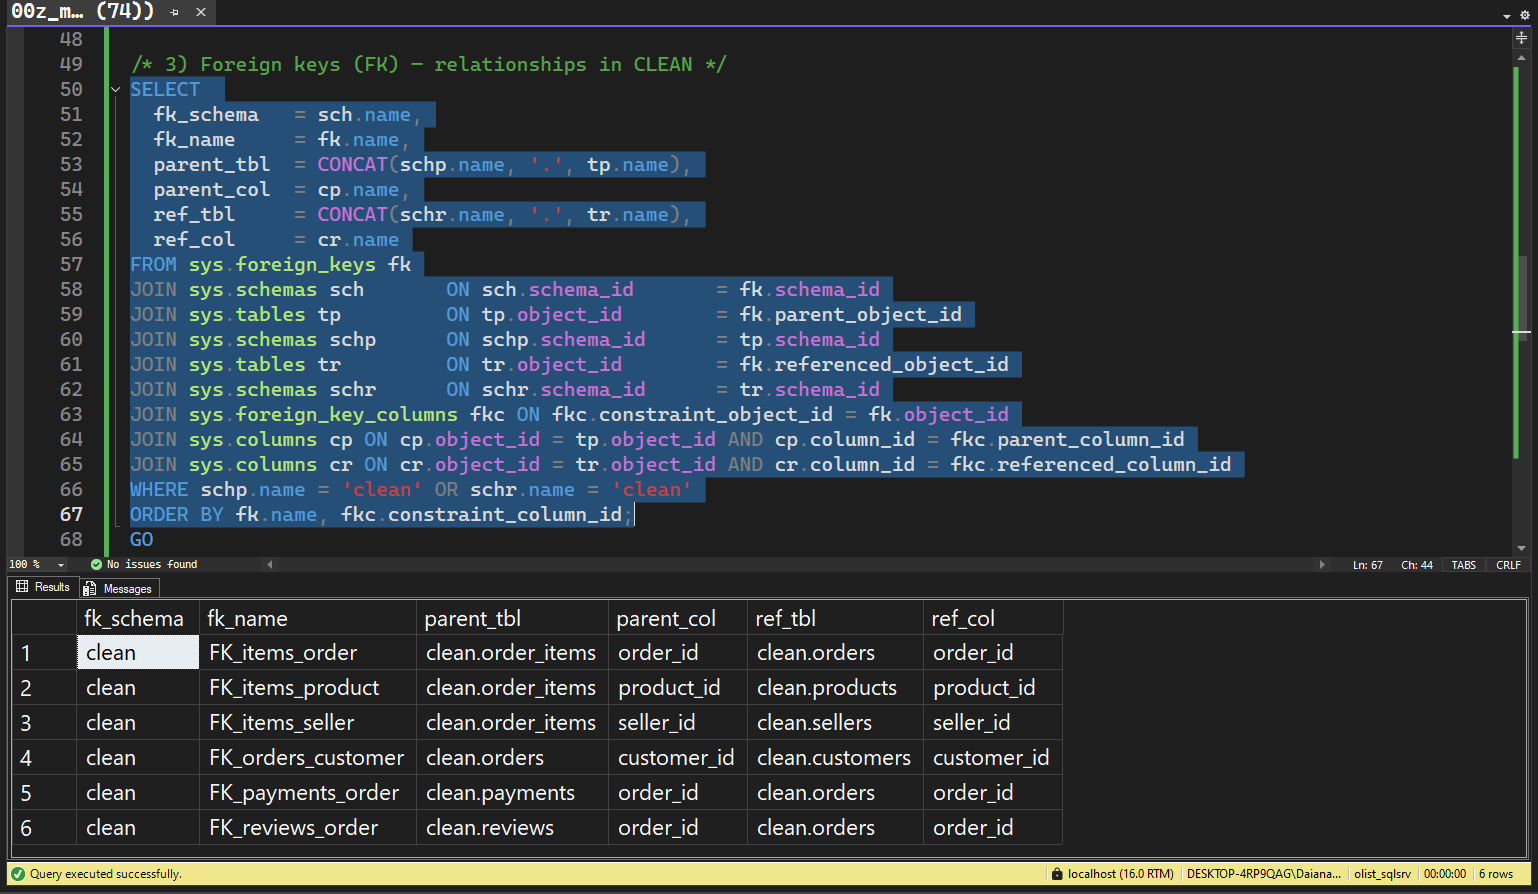 00z_m... (74))
48
49 /* 3) Foreign keys (FK) — relationships in CLEAN */
50 SELECT
51 fk_schema = sch.name,
52 fk_name = fk.name,
53 parent_tbl = CONCAT(schp.name, '.', tp.name),
54 parent_col = cp.name,
55 ref_tbl = CONCAT(schr.name, '.', tr.name),
56 ref_col = cr.name
57 FROM sys.foreign_keys fk
58 JOIN sys.schemas sch ON sch.schema_id = fk.schema_id
59 JOIN sys.tables tp ON tp.object_id = fk.parent_object_id
60 JOIN sys.schemas schp ON schp.schema_id = tp.schema_id
61 JOIN sys.tables tr ON tr.object_id = fk.referenced_object_id
62 JOIN sys.schemas schr ON schr.schema_id = tr.schema_id
63 JOIN sys.foreign_key_columns fkc ON fkc.constraint_object_id = fk.object_id
64 JOIN sys.columns cp ON cp.object_id = tp.object_id AND cp.column_id = fkc.parent_column_id
65 JOIN sys.columns cr ON cr.object_id = tr.object_id AND cr.column_id = fkc.referenced_column_id
66 WHERE schp.name = 'clean' OR schr.name = 'clean'
67 ORDER BY fk.name, fkc.constraint_column_id;
68 GO
100 % No issues found Ln: 67 Ch: 44 TABS CRLF
Results Messages
fk_schema fk_name parent_tbl parent_col ref_tbl ref_col
1 clean FK_items_order clean.order_items order_id clean.orders order_id
2 clean FK_items_product clean.order_items product_id clean.products product_id
3 clean FK_items_seller clean.order_items seller_id clean.sellers seller_id
4 clean FK_orders_customer clean.orders customer_id clean.customers customer_id
5 clean FK_payments_order clean.payments order_id clean.orders order_id
6 clean FK_reviews_order clean.reviews order_id clean.orders order_id
Query executed successfully. localhost (16.0 RTM) DESKTOP-4RP9QAG\Daiana... olist_sqlsrv 00:00:00 6 rows